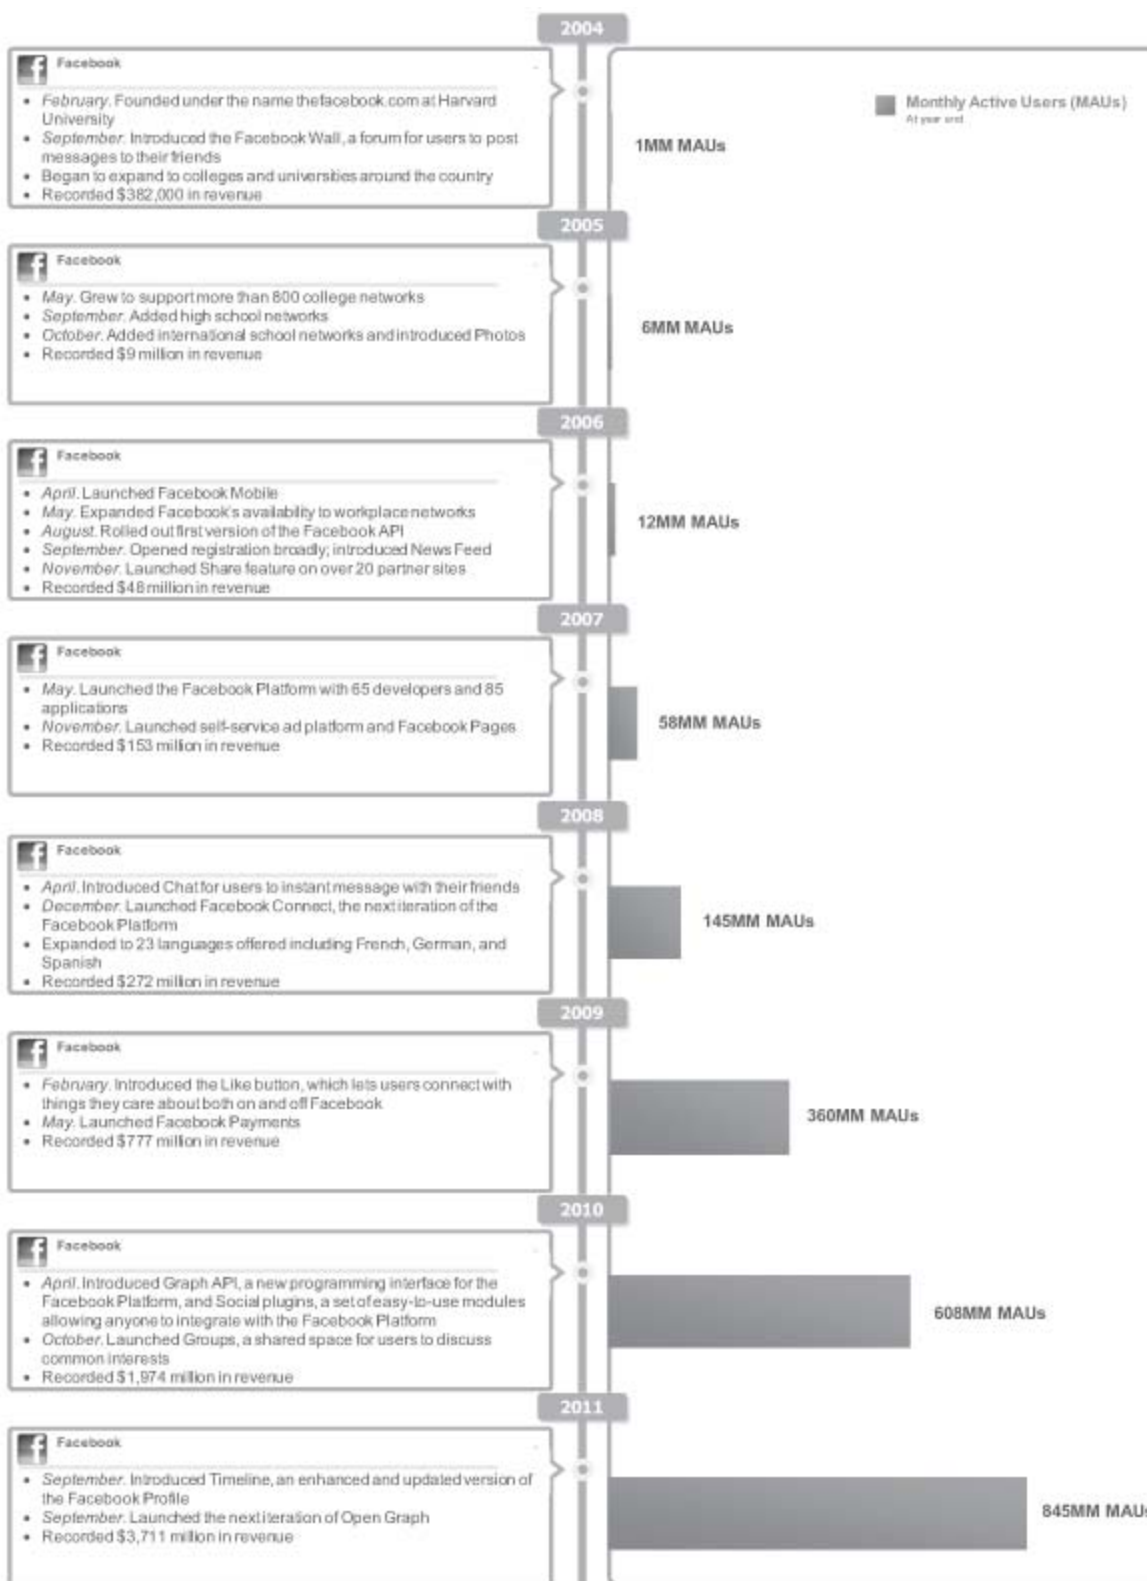 2004
Facebook
• February. Founded under the name thefacebook.com at Harvard
University
• September. Introduced the Facebook Wall, a forum for users to post
messages to their friends
• Began to expand to colleges and universities around the country
• Recorded $382,000 in revenue
Monthly Active Users (MAUs)
At year end
1MM MAUs
2005
Facebook
• May. Grew to support more than 800 college networks
• September. Added high school networks
• October. Added international school networks and introduced Photos
• Recorded $9 million in revenue
6MM MAUs
2006
Facebook
• April. Launched Facebook Mobile
• May. Expanded Facebook's availability to workplace networks
• August. Rolled out first version of the Facebook API
• September. Opened registration broadly; introduced News Feed
• November. Launched Share feature on over 20 partner sites
• Recorded $48 million in revenue
12MM MAUs
2007
Facebook
• May. Launched the Facebook Platform with 65 developers and 85
applications
• November. Launched self-service ad platform and Facebook Pages
• Recorded $153 million in revenue
58MM MAUs
2008
Facebook
• April. Introduced Chat for users to instant message with their friends
• December. Launched Facebook Connect, the next iteration of the
Facebook Platform
• Expanded to 23 languages offered including French, German, and
Spanish
• Recorded $272 million in revenue
145MM MAUs
2009
Facebook
• February. Introduced the Like button, which lets users connect with
things they care about both on and off Facebook
• May. Launched Facebook Payments
• Recorded $777 million in revenue
360MM MAUs
2010
Facebook
• April. Introduced Graph API, a new programming interface for the
Facebook Platform, and Social plugins, a set of easy-to-use modules
allowing anyone to integrate with the Facebook Platform
• October. Launched Groups, a shared space for users to discuss
common interests
• Recorded $1,974 million in revenue
608MM MAUs
2011
Facebook
• September. Introduced Timeline, an enhanced and updated version of
the Facebook Profile
• September. Launched the next iteration of Open Graph
• Recorded $3,711 million in revenue
845MM MAUs